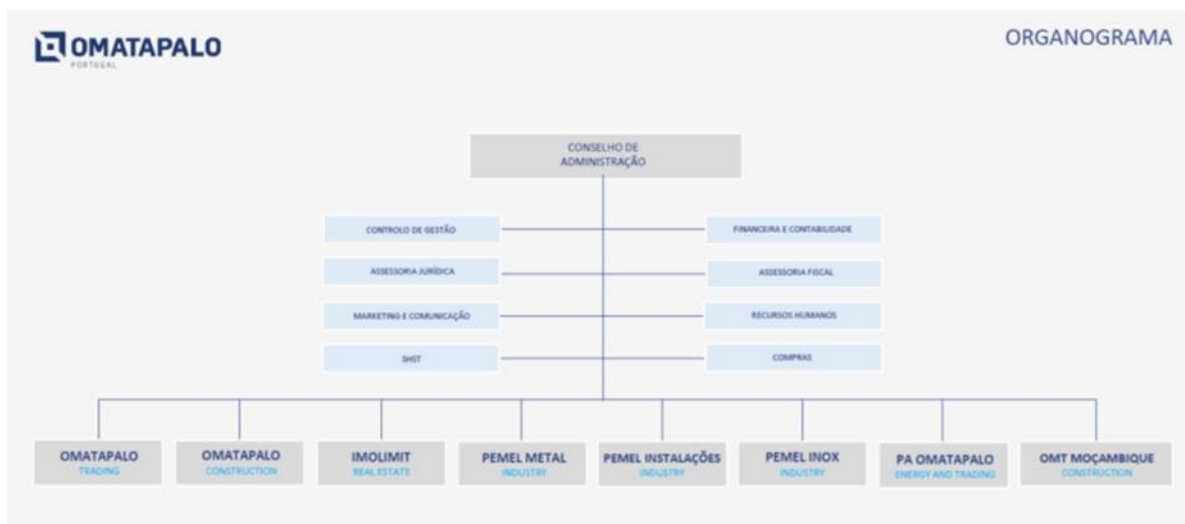 OMATAPALO
PORTUGAL
ORGANOGRAMA
CONSELHO DE
ADMINISTRAÇÃO
CONTROLO DE GESTÃO
FINANCEIRA E CONTABILIDADE
ASSESSORIA JURÍDICA
ASSESSORIA FISCAL
MARKETING E COMUNICAÇÃO
RECURSOS HUMANOS
SHST
COMPRAS
OMATAPALO
TRADING
OMATAPALO
CONSTRUCTION
IMOLIMIT
REAL ESTATE
PEMEL METAL
INDUSTRY
PEMEL INSTALAÇÕES
INDUSTRY
PEMEL INOX
INDUSTRY
PA OMATAPALO
ENERGY AND TRADING
OMT MOÇAMBIQUE
CONSTRUCTION